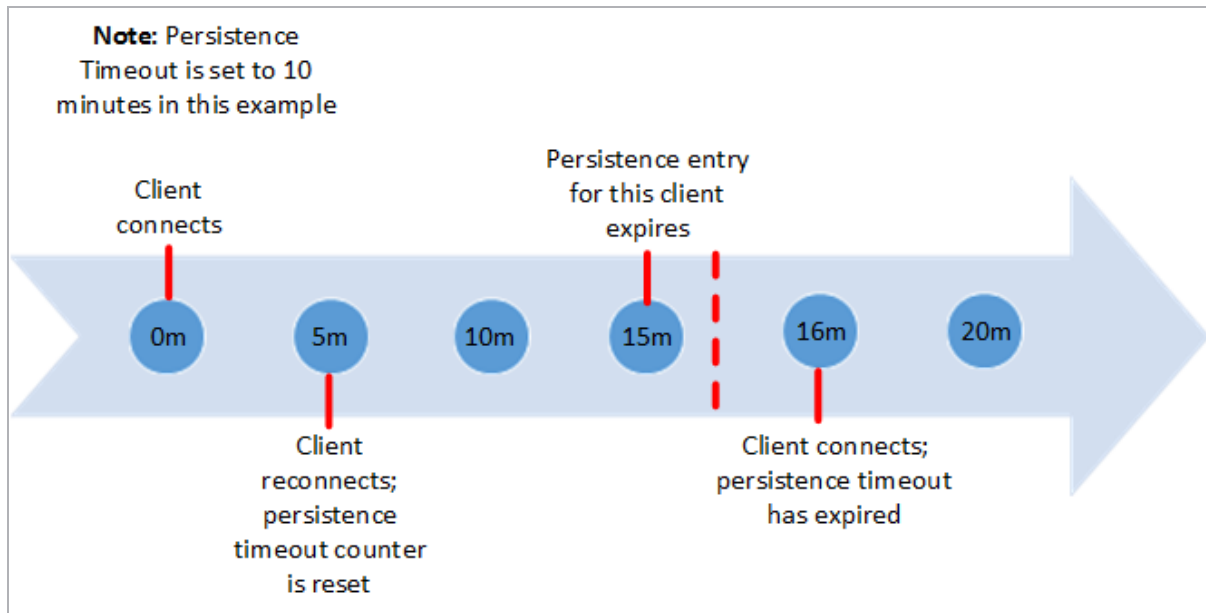 Note: Persistence
Timeout is set to 10
minutes in this example
Client
connects
Persistence entry
for this client
expires
0m
5m
10m
15m
16m
20m
Client
reconnects;
persistence
timeout counter
is reset
Client connects;
persistence timeout
has expired